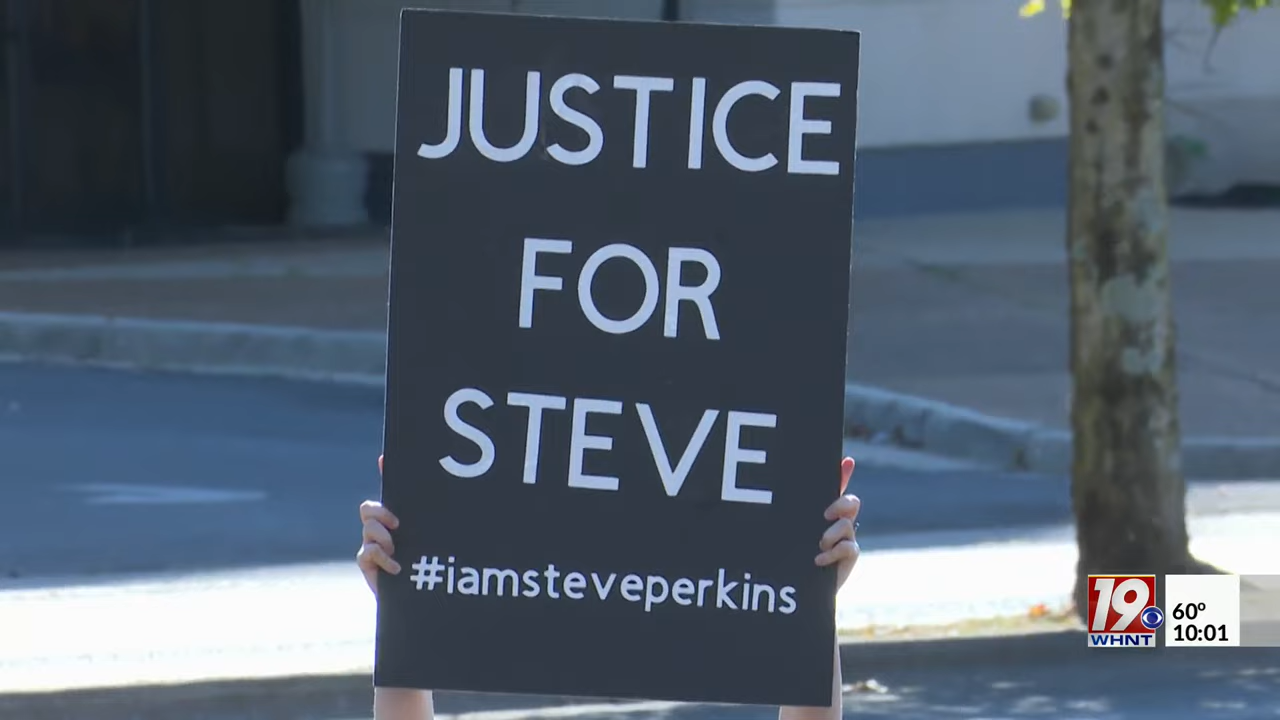 JUSTICE
FOR
STEVE
#iamsteveperkins
19
WHNT
60°
10:01